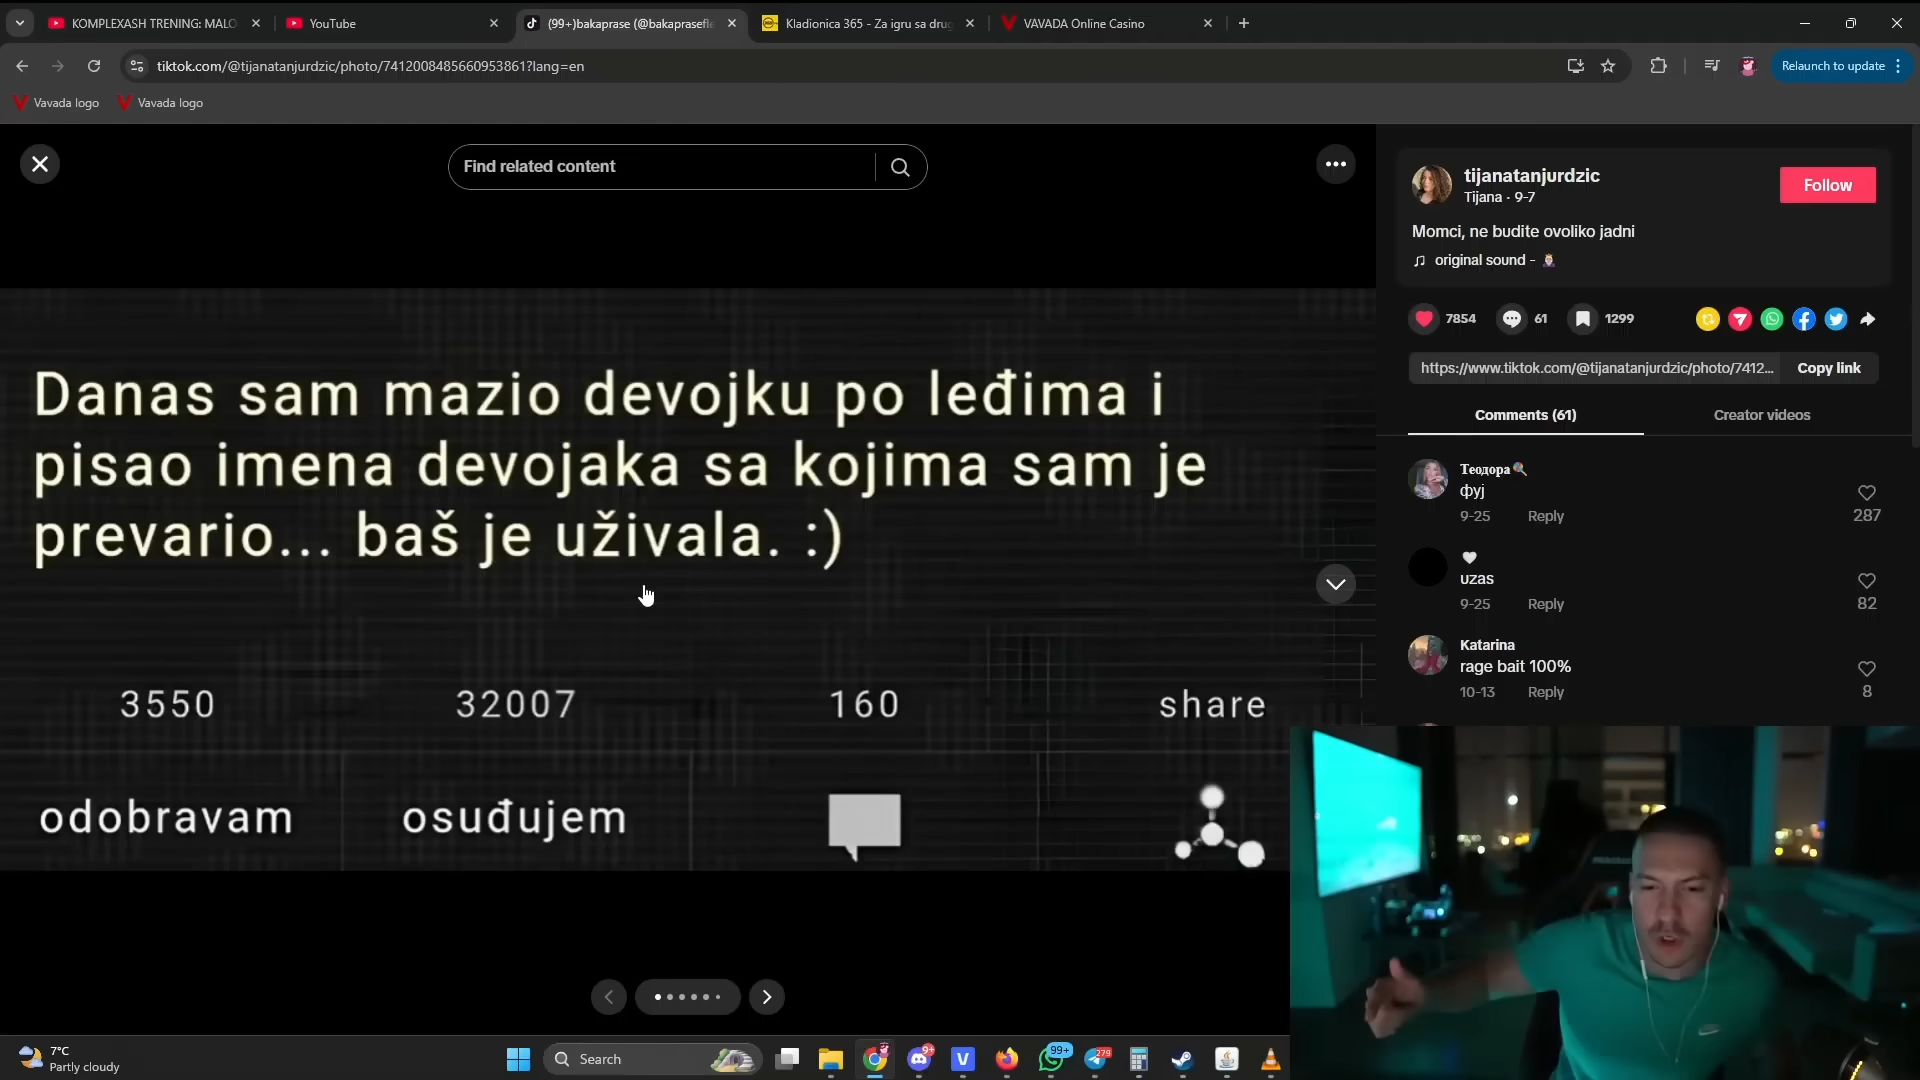 KOMPLEXASH TRENING: MALO
YouTube
(99+)bakaprase (@bakaprasefle
Kladionica 365 - Za igru sa drug
VAVADA Online Casino
tiktok.com/@tijanatanjurdzic/photo/7412008485660953861?lang=en
Relaunch to update
Vavada logo
Vavada logo
Find related content
tijanatanjurdzic
Tijana · 9-7
Follow
Momci, ne budite ovoliko jadni
original sound -
7854
61
1299
https://www.tiktok.com/@tijanatanjurdzic/photo/7412...
Copy link
Comments (61)
Creator videos
Теодора
фуј
9-25
Reply
287
uzas
9-25
Reply
82
Katarina
rage bait 100%
10-13
Reply
8
Danas sam mazio devojku po leđima i
pisao imena devojaka sa kojima sam je
prevario... baš je uživala. :)
3550
32007
160
share
odobravam
osuđujem
7°C
Partly cloudy
Search
9+
V
99+
279